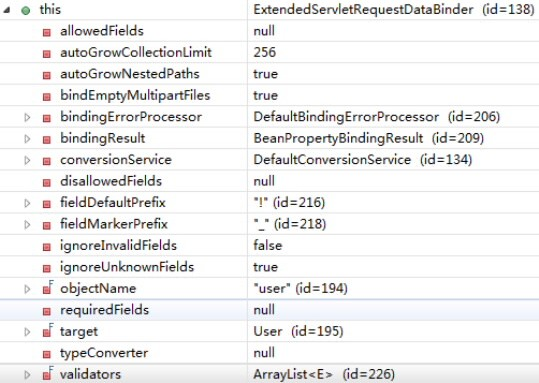 this ExtendedServletRequestDataBinder (id=138)
allowedFields null
autoGrowCollectionLimit 256
autoGrowNestedPaths true
bindEmptyMultipartFiles true
bindingErrorProcessor DefaultBindingErrorProcessor (id=206)
bindingResult BeanPropertyBindingResult (id=209)
conversionService DefaultConversionService (id=134)
disallowedFields null
fieldDefaultPrefix "!" (id=216)
fieldMarkerPrefix "_" (id=218)
ignoreInvalidFields false
ignoreUnknownFields true
F objectName "user" (id=194)
requiredFields null
F target User (id=195)
typeConverter null
F validators ArrayList<E> (id=226)